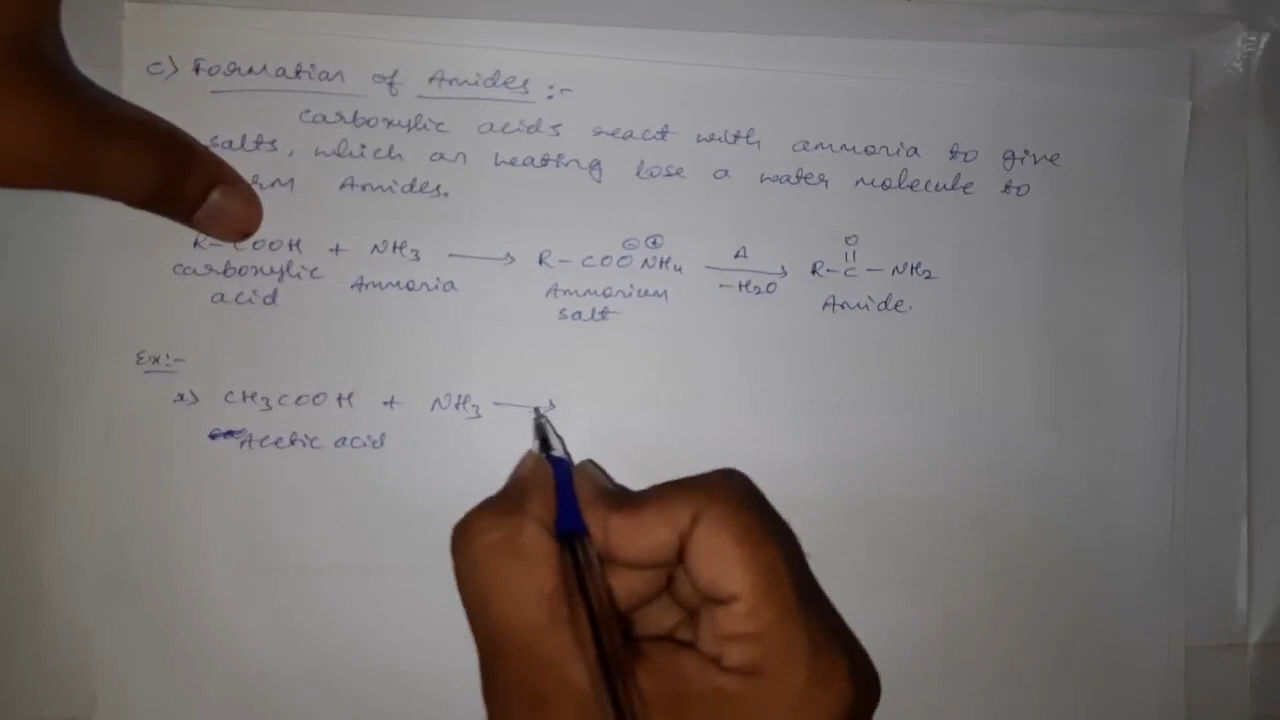 c) Formation of Amides :-
carboxylic acids react with ammonia to give
salts, which on heating lose a water molecule to
Amides.
R-COOH + NH3 ⟶ R-COO⊖ ⊕NH4 Δ ⟶ -H2O R-C(=O)-NH2
carboxylic acid Ammonia Ammonium salt Amide.
Ex:-
CH3COOH + NH3 ⟶
Acetic acid